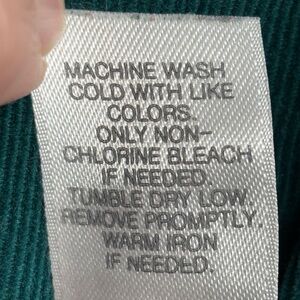 MACHINE WASH
COLD WITH LIKE
COLORS.
ONLY NON-
CHLORINE BLEACH
IF NEEDED.
TUMBLE DRY LOW.
REMOVE PROMPTLY.
WARM IRON
IF NEEDED.